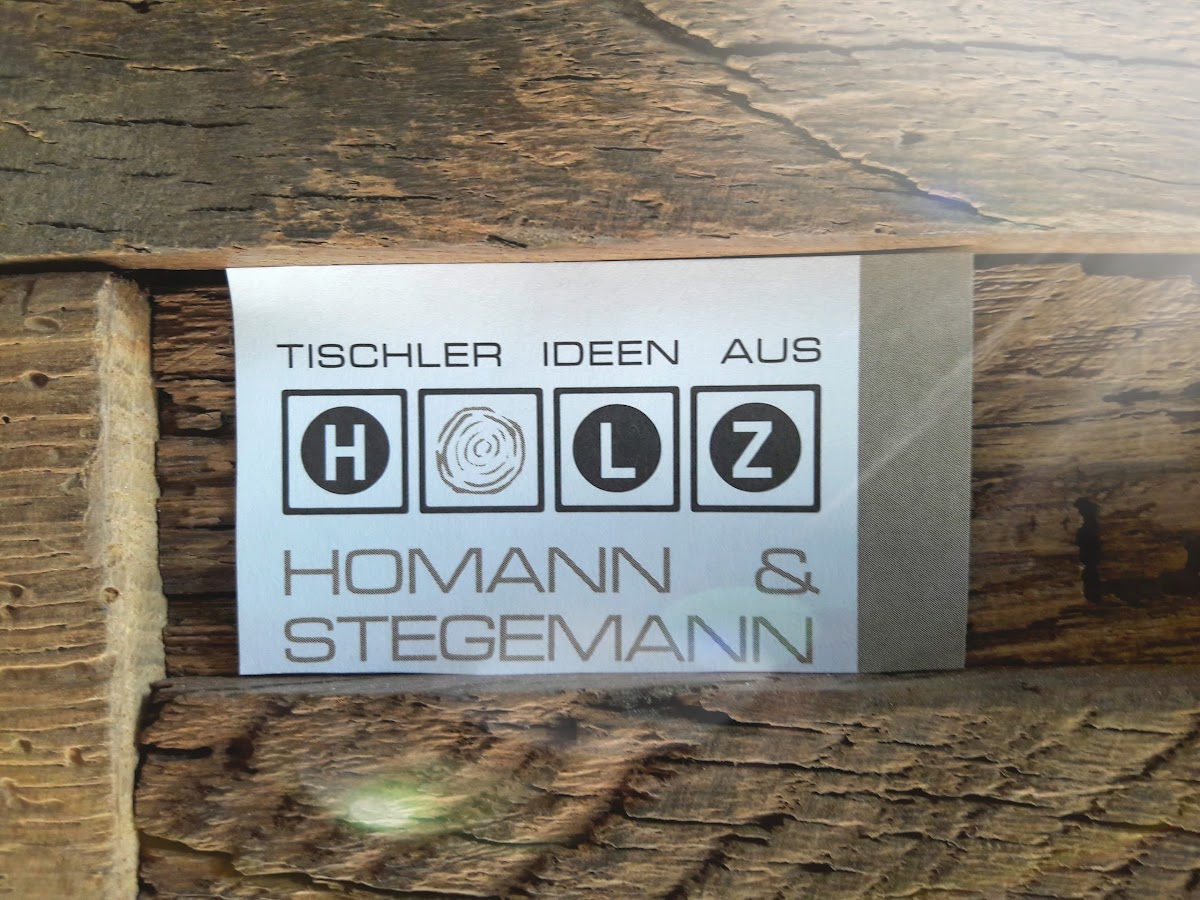 TISCHLER IDEEN AUS
HOLZ
HOMANN &
STEGEMANN